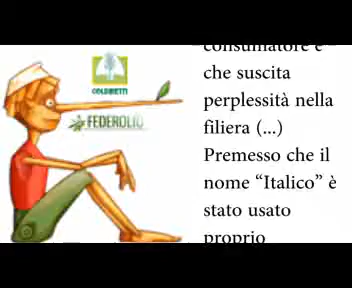 COLDIRETTI
FEDEROLIO
consumatore e
che suscita
perplessità nella
filiera (...)
Premesso che il
nome “Italico” è
stato usato
proprio